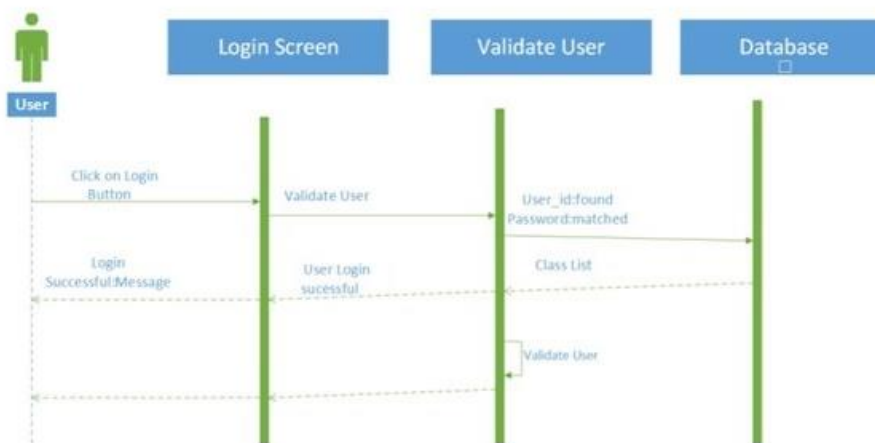 Login Screen
Validate User
Database
User
Click on Login
Button
Validate User
User_id:found
Password:matched
Login
Successful:Message
User Login
sucessful
Class List
Validate User